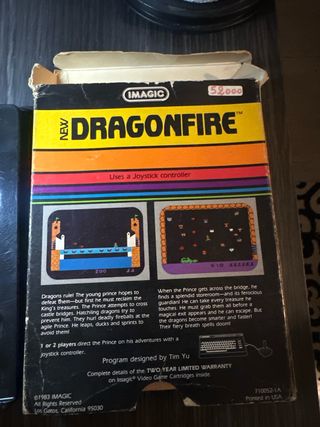 IMAGIC
52000
NEW
DRAGONFIRE™
Uses a Joystick controller
Dragons rule! The young prince hopes to
defeat them—but first he must reclaim the
King's treasures. The Prince attempts to cross
castle bridges. Hatchling dragons try to
prevent him. They hurl deadly fireballs at the
agile Prince. He leaps, ducks and sprints to
avoid them!
When the Prince gets across the bridge, he
finds a splendid storeroom—and its ferocious
guardian! He can take every treasure he
touches. He must grab them before a
magical exit appears and he can escape. But
the dragons become smarter and faster!
Their fiery breath spells doom!
1 or 2 players direct the Prince on his adventures with a
joystick controller.
Program designed by Tim Yu
Complete details of the TWO YEAR LIMITED WARRANTY
on Imagic® Video Game Cartridges inside.
©1983 IMAGIC
All Rights Reserved
Los Gatos, California 95030
710052-1A
Printed in USA